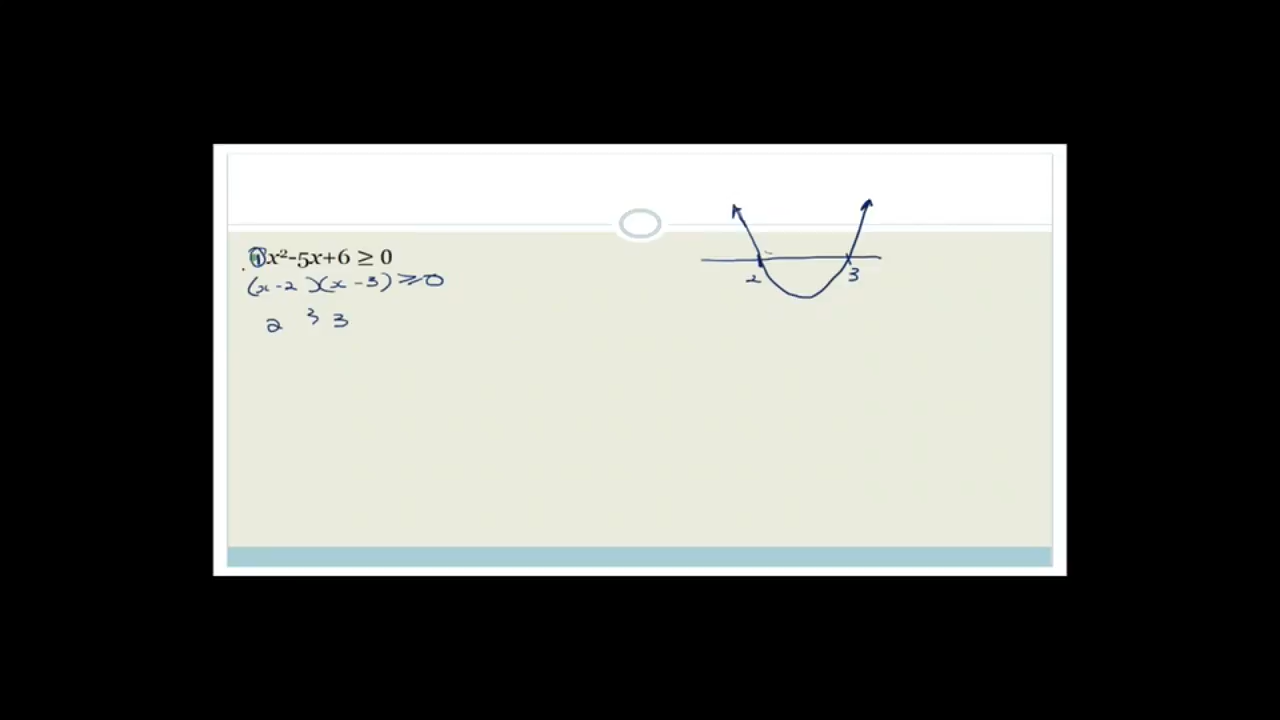 x²-5x+6 ≥ 0
(x-2)(x-3) ≥ 0
2 ; 3
2 3